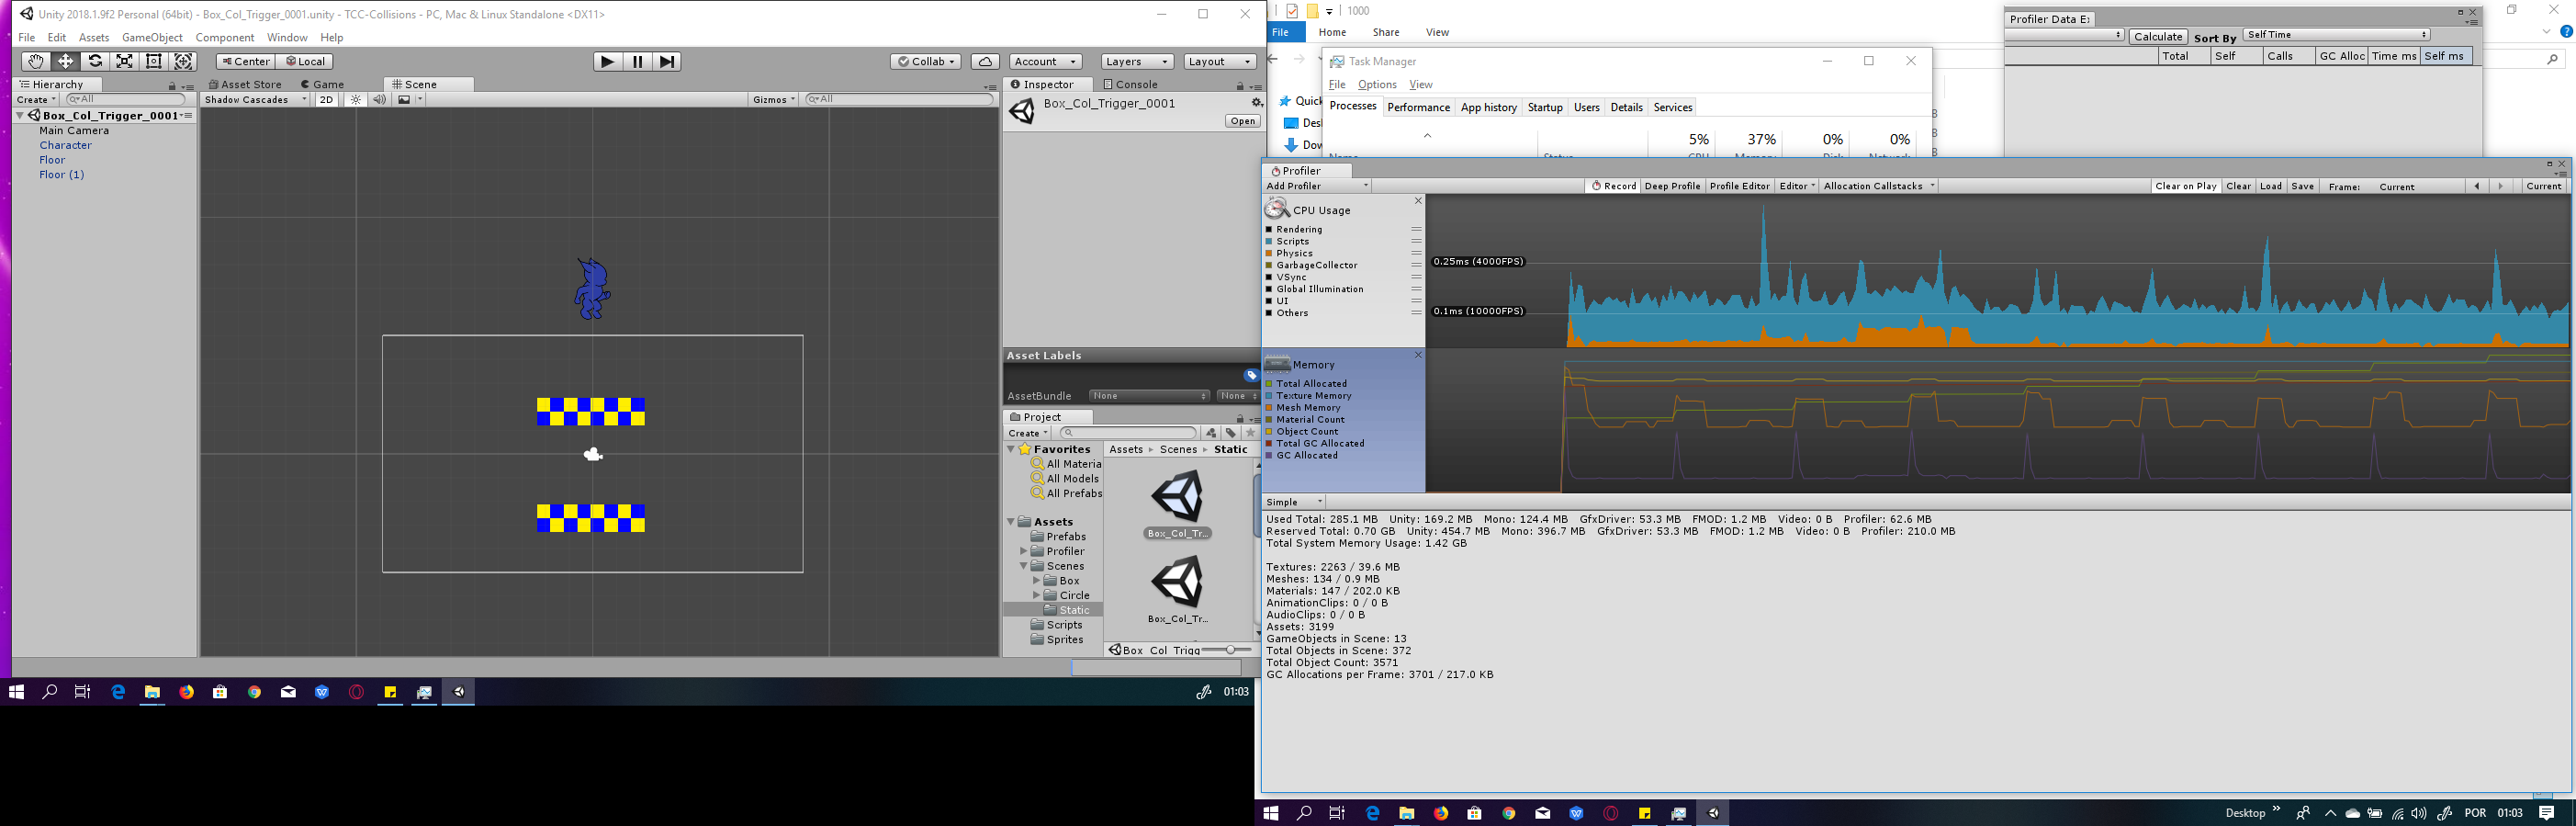 Unity 2018.1.9f2 Personal (64bit) - Box_Col_Trigger_0001.unity - TCC-Collisions - PC, Mac & Linux Standalone <DX11>
File Edit Assets GameObject Component Window Help
Center Local
Collab Account Layers Layout
Hierarchy
Create All
Box_Col_Trigger_0001
Main Camera
Character
Floor
Floor (1)
Asset Store Game Scene
Shadow Cascades 2D Gizmos All
Inspector Console
Box_Col_Trigger_0001
Open
Asset Labels
AssetBundle None None
Project
Create
Favorites
All Materia
All Models
All Prefabs
Assets
Prefabs
Profiler
Scenes
Box
Circle
Static
Scripts
Sprites
Assets Scenes Static
Box_Col_Tr...
Box_Col_Tr...
Box_Col_Trigg
01:03
1000
File Home Share View
Quick
Desk
Dow
Task Manager
File Options View
Processes Performance App history Startup Users Details Services
5% 37% 0% 0%
Profiler Data Ex
Calculate Sort By Self Time
Total Self Calls GC Alloc Time ms Self ms
Profiler
Add Profiler Record Deep Profile Profile Editor Editor Allocation Callstacks Clear on Play Clear Load Save Frame: Current Current
CPU Usage
Rendering
Scripts
Physics
GarbageCollector
VSync
Global Illumination
UI
Others
0.25ms (4000FPS)
0.1ms (10000FPS)
Memory
Total Allocated
Texture Memory
Mesh Memory
Material Count
Object Count
Total GC Allocated
GC Allocated
Simple
Used Total: 285.1 MB Unity: 169.2 MB Mono: 124.4 MB GfxDriver: 53.3 MB FMOD: 1.2 MB Video: 0 B Profiler: 62.6 MB
Reserved Total: 0.70 GB Unity: 454.7 MB Mono: 396.7 MB GfxDriver: 53.3 MB FMOD: 1.2 MB Video: 0 B Profiler: 210.0 MB
Total System Memory Usage: 1.42 GB
Textures: 2263 / 39.6 MB
Meshes: 134 / 0.9 MB
Materials: 147 / 202.0 KB
AnimationClips: 0 / 0 B
AudioClips: 0 / 0 B
Assets: 3199
GameObjects in Scene: 13
Total Objects in Scene: 372
Total Object Count: 3571
GC Allocations per Frame: 3701 / 217.0 KB
Desktop POR 01:03